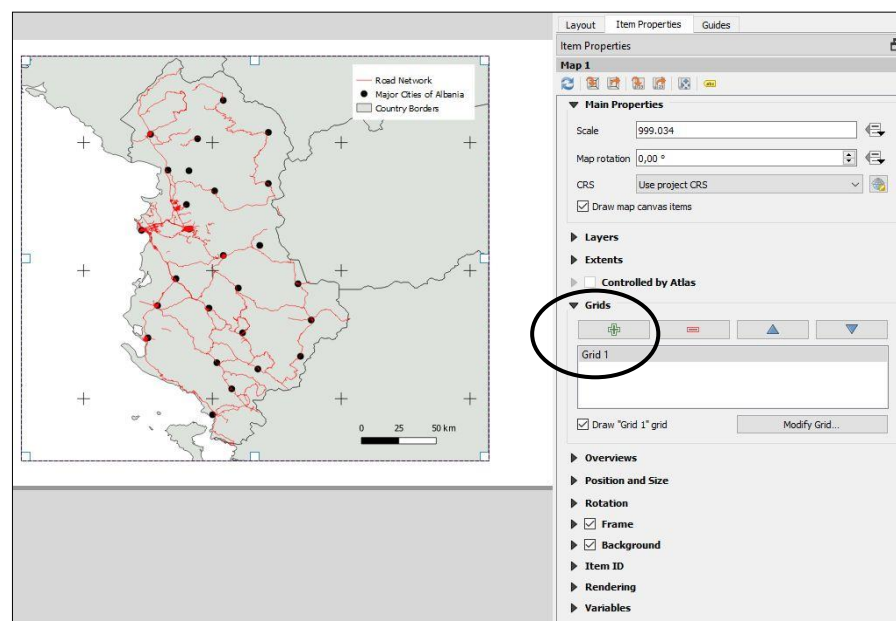 Road Network
Major Cities of Albania
Country Borders
0 25 50 km
Layout Item Properties Guides
Item Properties
Map 1
Main Properties
Scale 999.034
Map rotation 0,00 °
CRS Use project CRS
Draw map canvas items
Layers
Extents
Controlled by Atlas
Grids
Grid 1
Draw "Grid 1" grid Modify Grid...
Overviews
Position and Size
Rotation
Frame
Background
Item ID
Rendering
Variables